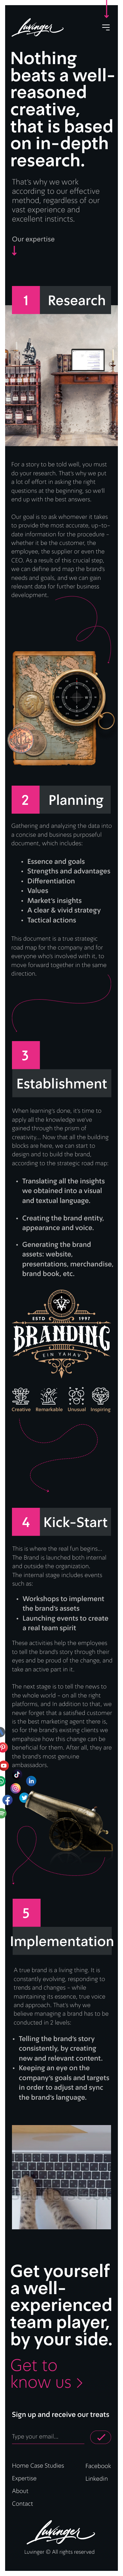 Luvinger
Nothing
beats a well-
reasoned
creative,
that is based
on in-depth
research.
That's why we work
according to our effective
method, regardless of our
vast experience and
excellent instincts.
Our expertise
1 Research
For a story to be told well, you must
do your research. That's why we put
a lot of effort in asking the right
questions at the beginning, so we'll
end up with the best answers.
Our goal is to ask whomever it takes
to provide the most accurate, up-to-
date information for the procedure -
whether it be the customer, the
employee, the supplier or even the
CEO. As a result of this crucial step,
we can define and map the brand's
needs and goals, and we can gain
relevant data for further business
development.
2 Planning
Gathering and analyzing the data into
a concise and business purposeful
document, which includes:
• Essence and goals
• Strengths and advantages
• Differentiation
• Values
• Market's insights
• A clear & vivid strategy
• Tactical actions
This document is a true strategic
road map for the company and for
everyone who's involved with it, to
move forward together in the same
direction.
3
Establishment
When learning's done, it's time to
apply all the knowledge we've
gained through the prism of
creativity... Now that all the building
blocks are here, we can start to
design and to build the brand,
according to the strategic road map:
• Translating all the insights
we obtained into a visual
and textual language.
• Creating the brand entity,
appearance and voice.
• Generating the brand
assets: website,
presentations, merchandise,
brand book, etc.
ESTD 1997
BRANDING
EIN YAHAV
Creative Remarkable Unusual Inspiring
4 Kick-Start
This is where the real fun begins...
The Brand is launched both internal
and outside the organization.
The internal stage includes events
such as:
• Workshops to implement
the brand's assets
• Launching events to create
a real team spirit
These activities help the employees
to sell the brand's story through their
eyes and be proud of the change, and
take an active part in it.
The next stage is to tell the news to
the whole world - on all the right
platforms, and in addition to that, we
never forget that a satisfied customer
is the best marketing agent there is,
so for the brand's existing clients we
emphasize how this change can be
beneficial for them. After all, they are
the brand's most genuine
ambassadors.
5
Implementation
A true brand is a living thing. It is
constantly evolving, responding to
trends and changes - while
maintaining its essence, true voice
and approach. That's why we
believe managing a brand has to be
conducted in 2 levels:
• Telling the brand's story
consistently, by creating
new and relevant content.
• Keeping an eye on the
company's goals and targets
in order to adjust and sync
the brand's language.
Get yourself
a well-
experienced
team player,
by your side.
Get to
know us >
Sign up and receive our treats
Type your email...
Home Case Studies
Facebook
Expertise
Linkedin
About
Contact
Luvinger
Luvinger © All rights reserved